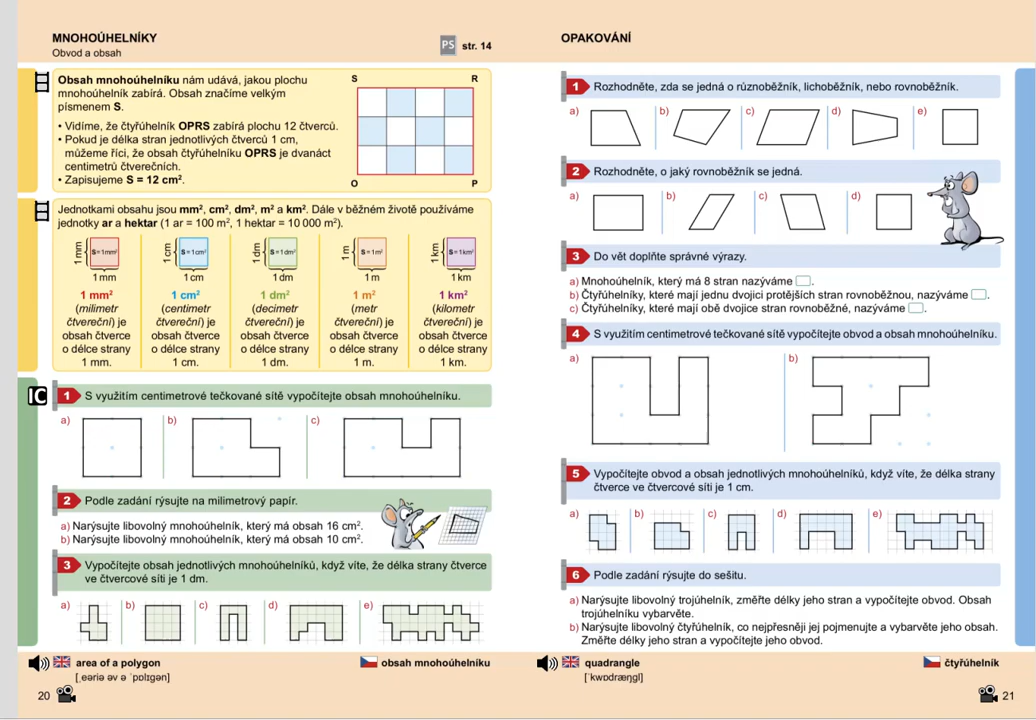 MNOHOÚHELNÍKY
Obvod a obsah
PS str. 14
Obsah mnohoúhelníku nám udává, jakou plochu
mnohoúhelník zabírá. Obsah značíme velkým
písmenem S.
• Vidíme, že čtyřúhelník OPRS zabírá plochu 12 čtverců.
• Pokud je délka stran jednotlivých čtverců 1 cm,
můžeme říci, že obsah čtyřúhelníku OPRS je dvanáct
centimetrů čtverečních.
• Zapisujeme S = 12 cm².
S R
O P
Jednotkami obsahu jsou mm², cm², dm², m² a km². Dále v běžném životě používáme
jednotky ar a hektar (1 ar = 100 m², 1 hektar = 10 000 m²).
1 mm S=1mm² 1 mm
1 mm²
(milimetr
čtvereční) je
obsah čtverce
o délce strany
1 mm.
1 cm S=1cm² 1 cm
1 cm²
(centimetr
čtvereční) je
obsah čtverce
o délce strany
1 cm.
1 dm S=1dm² 1 dm
1 dm²
(decimetr
čtvereční) je
obsah čtverce
o délce strany
1 dm.
1 m S=1m² 1 m
1 m²
(metr
čtvereční) je
obsah čtverce
o délce strany
1 m.
1 km S=1km² 1 km
1 km²
(kilometr
čtvereční) je
obsah čtverce
o délce strany
1 km.
IC
1 S využitím centimetrové tečkované sítě vypočítejte obsah mnohoúhelníku.
a) b) c)
2 Podle zadání rýsujte na milimetrový papír.
a) Narýsujte libovolný mnohoúhelník, který má obsah 16 cm².
b) Narýsujte libovolný mnohoúhelník, který má obsah 10 cm².
3 Vypočítejte obsah jednotlivých mnohoúhelníků, když víte, že délka strany čtverce
ve čtvercové síti je 1 dm.
a) b) c) d) e)
area of a polygon
[ˌeəriə əv ə ˈpɒlɪgən]
obsah mnohoúhelníku
20
OPAKOVÁNÍ
1 Rozhodněte, zda se jedná o různoběžník, lichoběžník, nebo rovnoběžník.
a) b) c) d) e)
2 Rozhodněte, o jaký rovnoběžník se jedná.
a) b) c) d)
3 Do vět doplňte správné výrazy.
a) Mnohoúhelník, který má 8 stran nazýváme .
b) Čtyřúhelníky, které mají jednu dvojici protějších stran rovnoběžnou, nazýváme .
c) Čtyřúhelníky, které mají obě dvojice stran rovnoběžné, nazýváme .
4 S využitím centimetrové tečkované sítě vypočítejte obvod a obsah mnohoúhelníku.
a) b)
5 Vypočítejte obvod a obsah jednotlivých mnohoúhelníků, když víte, že délka strany
čtverce ve čtvercové síti je 1 cm.
a) b) c) d) e)
6 Podle zadání rýsujte do sešitu.
a) Narýsujte libovolný trojúhelník, změřte délky jeho stran a vypočítejte obvod. Obsah
trojúhelníku vybarvěte.
b) Narýsujte libovolný čtyřúhelník, co nejpřesněji jej pojmenujte a vybarvěte jeho obsah.
Změřte délky jeho stran a vypočítejte jeho obvod.
quadrangle
[ˈkwɒdræŋgl]
čtyřúhelník
21